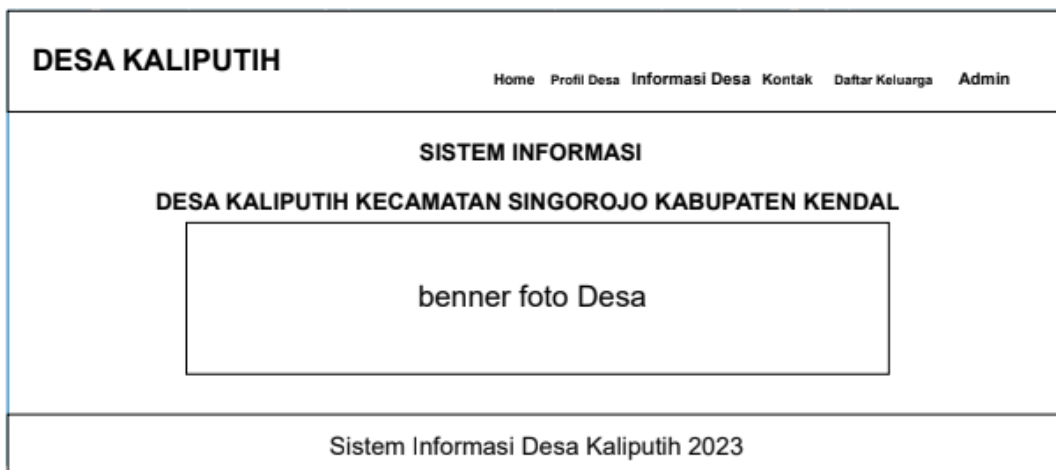 DESA KALIPUTIH
Home Profil Desa Informasi Desa Kontak Daftar Keluarga Admin
SISTEM INFORMASI
DESA KALIPUTIH KECAMATAN SINGOROJO KABUPATEN KENDAL
benner foto Desa
Sistem Informasi Desa Kaliputih 2023